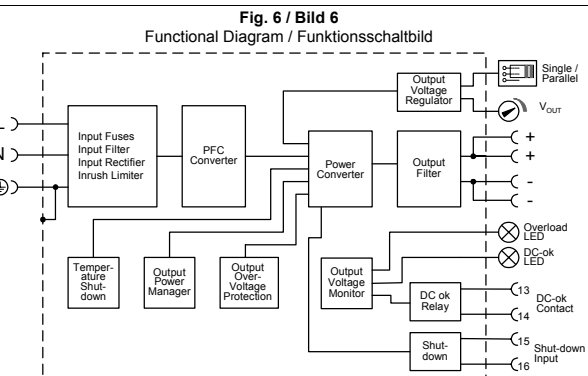 Fig. 6 / Bild 6
Functional Diagram / Funktionsschaltbild
Output
Voltage
Regulator
Single /
Parallel
VOUT
L
N
Input Fuses
Input Filter
Input Rectifier
Inrush Limiter
PFC
Converter
Power
Converter
Output
Filter
+
+
-
-
Temper-
ature
Shut-
down
Output
Power
Manager
Output
Over-
Voltage
Protection
Output
Voltage
Monitor
Overload
LED
DC-ok
LED
DC ok
Relay
13
14
DC-ok
Contact
Shut-
down
15
16
Shut-down
Input